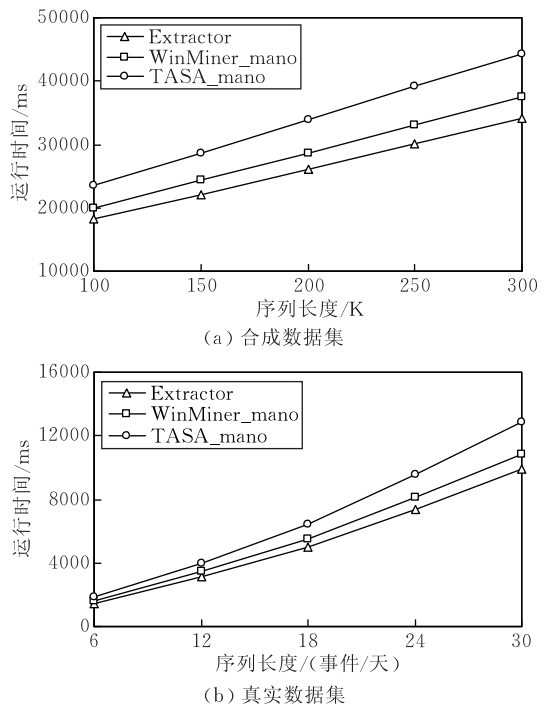 50000
40000
30000
20000
10000
运行时间/ms
Extractor
WinMiner_mano
TASA_mano
100 150 200 250 300
序列长度/K
(a) 合成数据集
16000
12000
8000
4000
0
运行时间/ms
Extractor
WinMiner_mano
TASA_mano
6 12 18 24 30
序列长度/(事件/天)
(b) 真实数据集